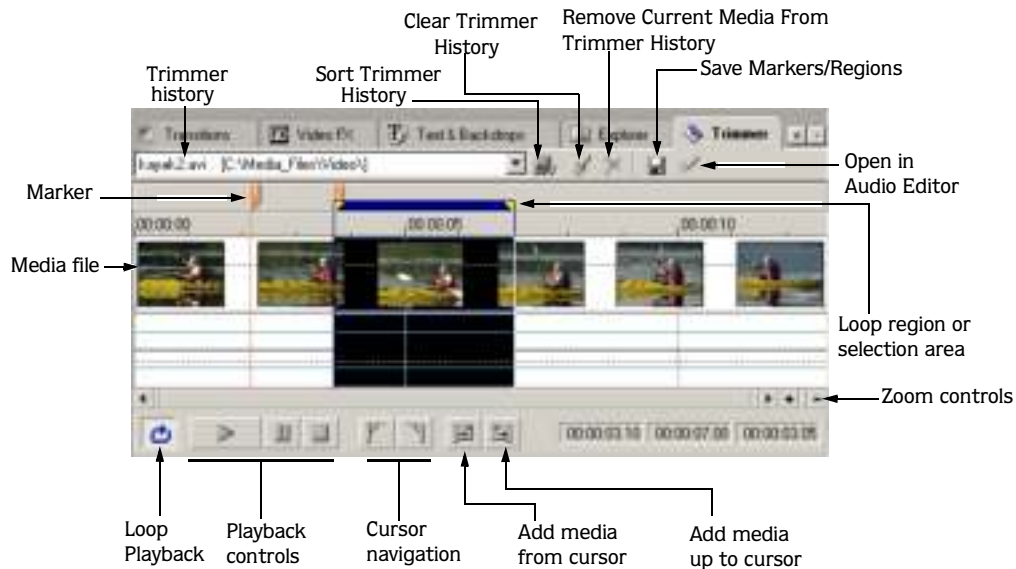 Clear Trimmer
History
Remove Current Media From
Trimmer History
Trimmer
history
Sort Trimmer
History
Save Markers/Regions
Transitions
Video FX
Text & Backdrops
Explorer
Trimmer
kayak2.avi [C:\Media_Files\Video\]
Open in
Audio Editor
Marker
00:00:00
00:00:05
00:00:10
Media file
Loop region or
selection area
Zoom controls
00:00:03.10
00:00:07.00
00:00:03.05
Loop
Playback
Playback
controls
Cursor
navigation
Add media
from cursor
Add media
up to cursor